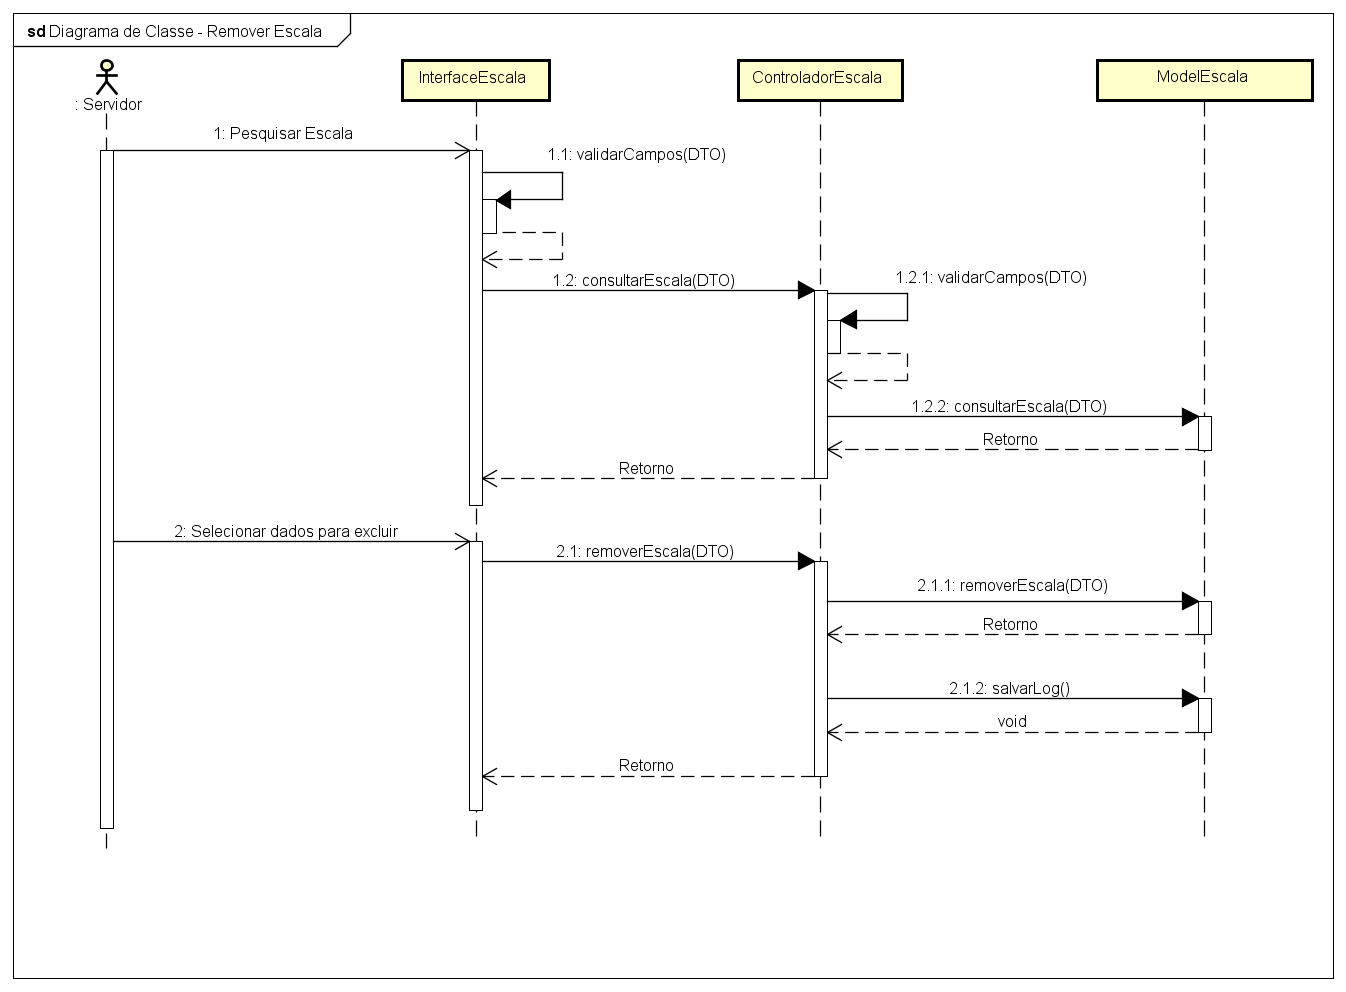 sd Diagrama de Classe - Remover Escala
: Servidor
InterfaceEscala
ControladorEscala
ModelEscala
1: Pesquisar Escala
1.1: validarCampos(DTO)
1.2: consultarEscala(DTO)
1.2.1: validarCampos(DTO)
1.2.2: consultarEscala(DTO)
Retorno
Retorno
2: Selecionar dados para excluir
2.1: removerEscala(DTO)
2.1.1: removerEscala(DTO)
Retorno
2.1.2: salvarLog()
void
Retorno